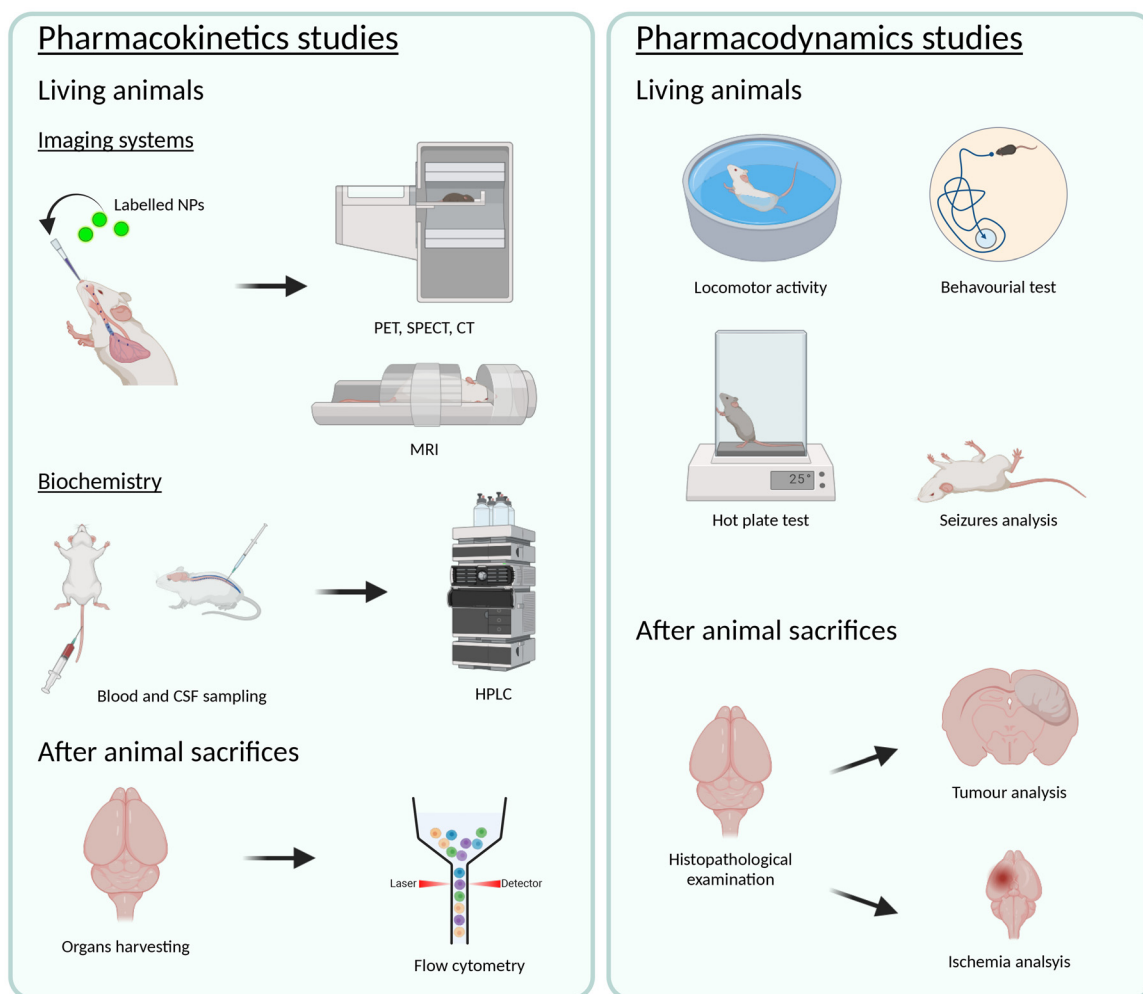 Pharmacokinetics studies
Living animals
Imaging systems
Labelled NPs
PET, SPECT, CT
MRI
Biochemistry
Blood and CSF sampling
HPLC
After animal sacrifices
Laser
Detector
Organs harvesting
Flow cytometry
Pharmacodynamics studies
Living animals
Locomotor activity
Behavourial test
25°
Hot plate test
Seizures analysis
After animal sacrifices
Tumour analysis
Histopathological
examination
Ischemia analsyis